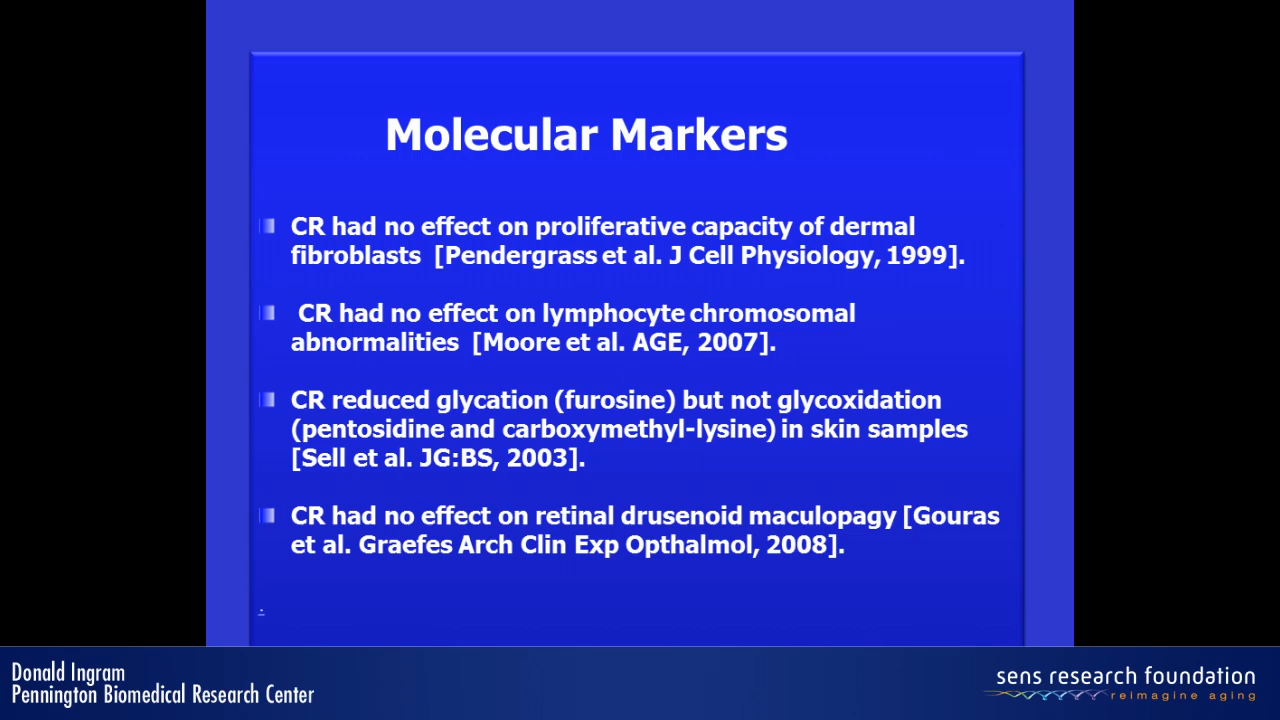 Molecular Markers
CR had no effect on proliferative capacity of dermal
fibroblasts [Pendergrass et al. J Cell Physiology, 1999].
CR had no effect on lymphocyte chromosomal
abnormalities [Moore et al. AGE, 2007].
CR reduced glycation (furosine) but not glycoxidation
(pentosidine and carboxymethyl-lysine) in skin samples
[Sell et al. JG:BS, 2003].
CR had no effect on retinal drusenoid maculopagy [Gouras
et al. Graefes Arch Clin Exp Opthalmol, 2008].
.
Donald Ingram
Pennington Biomedical Research Center
sens research foundation
reimagine aging